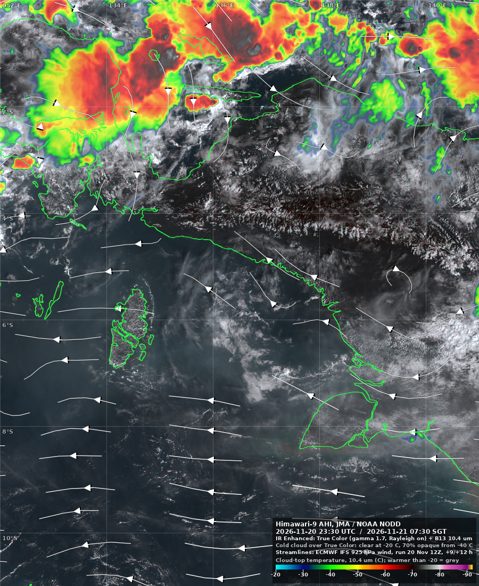 134°E
6°S
8°S
10°S
Himawari-9 AHI, JMA / NOAA NODD
2026-11-20 23:30 UTC / 2026-11-21 07:30 SGT
IR Enhanced: True Color (gamma 1.7, Rayleigh on) + B13 10.4 um
Cold cloud over True Color: clear at -20 C, 70% opaque from -40 C
Streamlines: ECMWF IFS 925 hPa wind, run 20 Nov 12Z, +9/+12 h
Cloud-top temperature, 10.4 um (C); warmer than -20 = grey
-20 -30 -40 -50 -60 -70 -80 -90